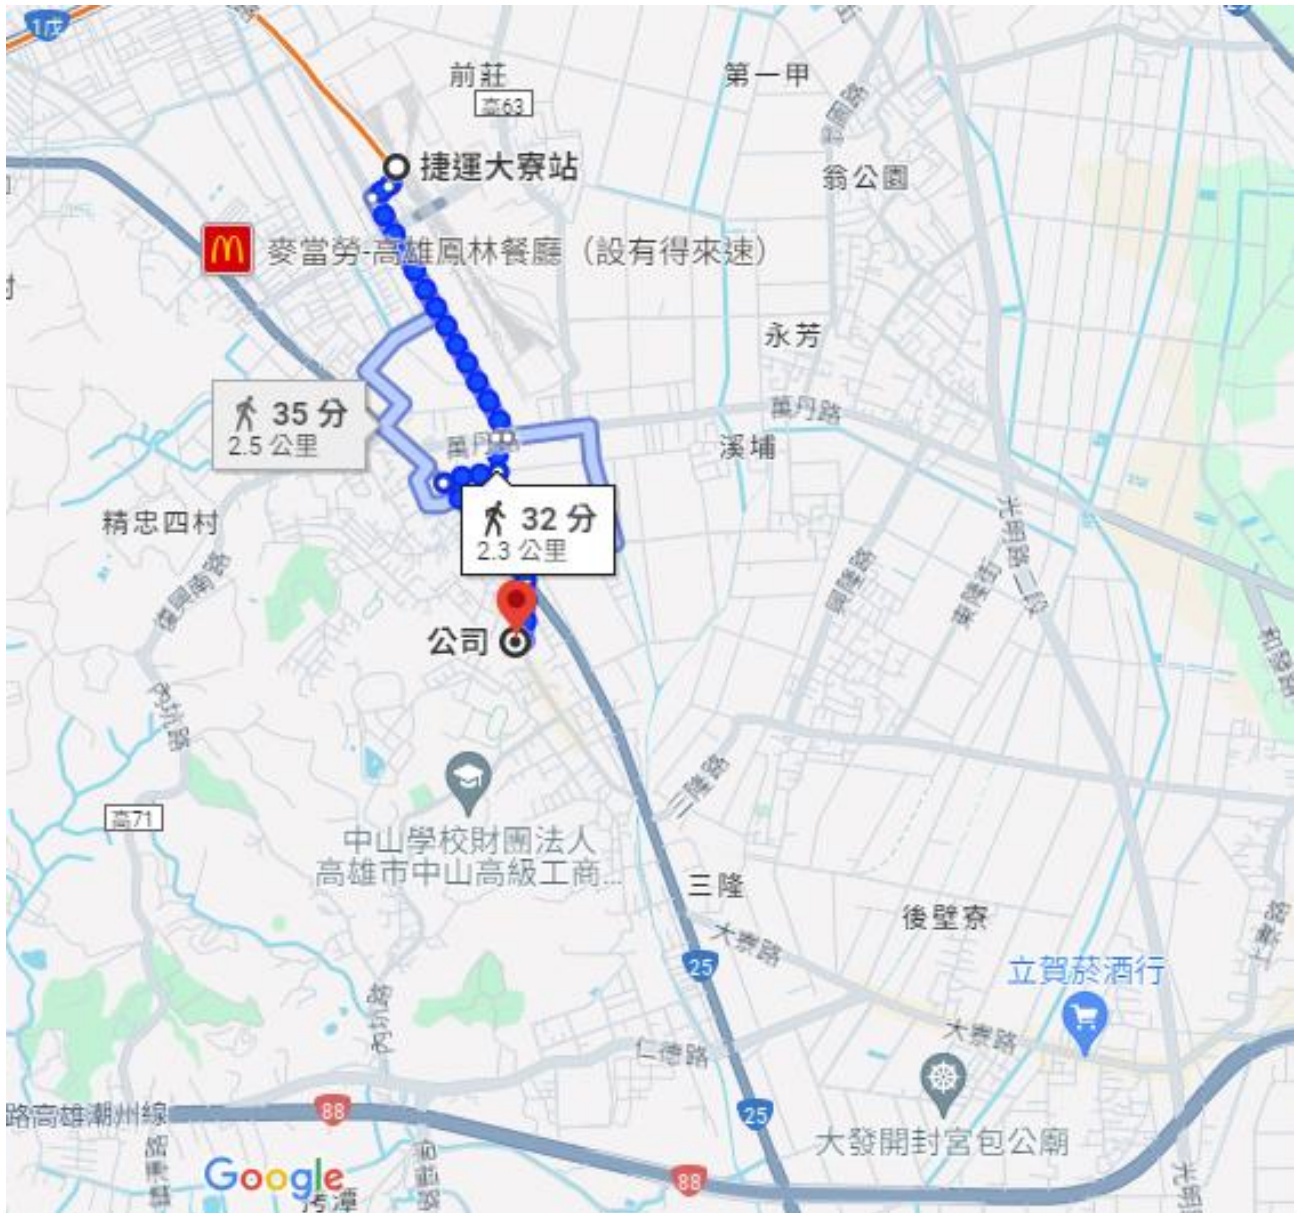 1戊
前莊
第一甲
高63
捷運大寮站
翁公園
麥當勞-高雄鳳林餐廳（設有得來速）
永芳
35 分
2.5 公里
萬丹路
萬丹路
溪埔
32 分
2.3 公里
精忠四村
光明路二段
公司
內坑路
高71
中山學校財團法人
高雄市中山高級工商...
三隆
後壁寮
大寮路
25
立賀菸酒行
內坑路
大寮路
仁德路
88
路高雄潮州線
25
大發開封宮包公廟
Google
88